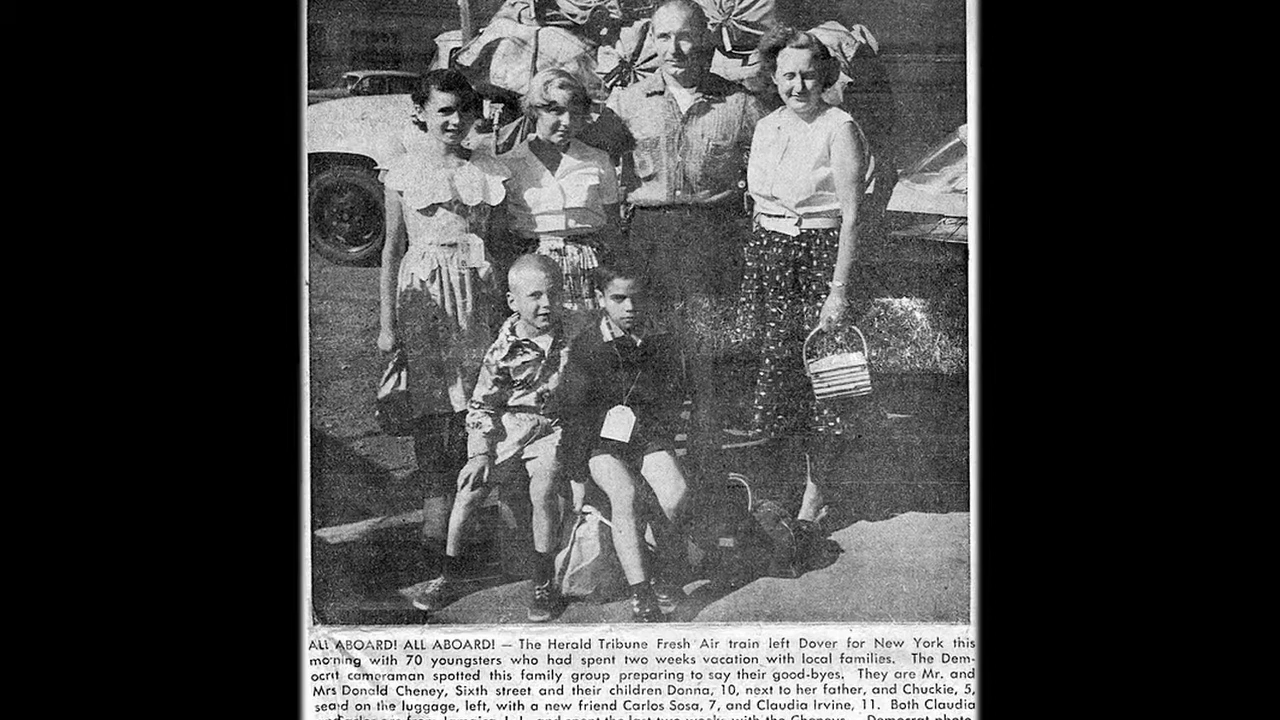 ALL ABOARD! ALL ABOARD! — The Herald Tribune Fresh Air train left Dover for New York this
morning with 70 youngsters who had spent two weeks vacation with local families. The Dem-
ocrat cameraman spotted this family group preparing to say their good-byes. They are Mr. and
Mrs Donald Cheney, Sixth street and their children Donna, 10, next to her father, and Chuckie, 5,
seated on the luggage, left, with a new friend Carlos Sosa, 7, and Claudia Irvine, 11. Both Claudia
from Jamaica, L.I., and spent the last two weeks with the Cheneys. Democrat photo